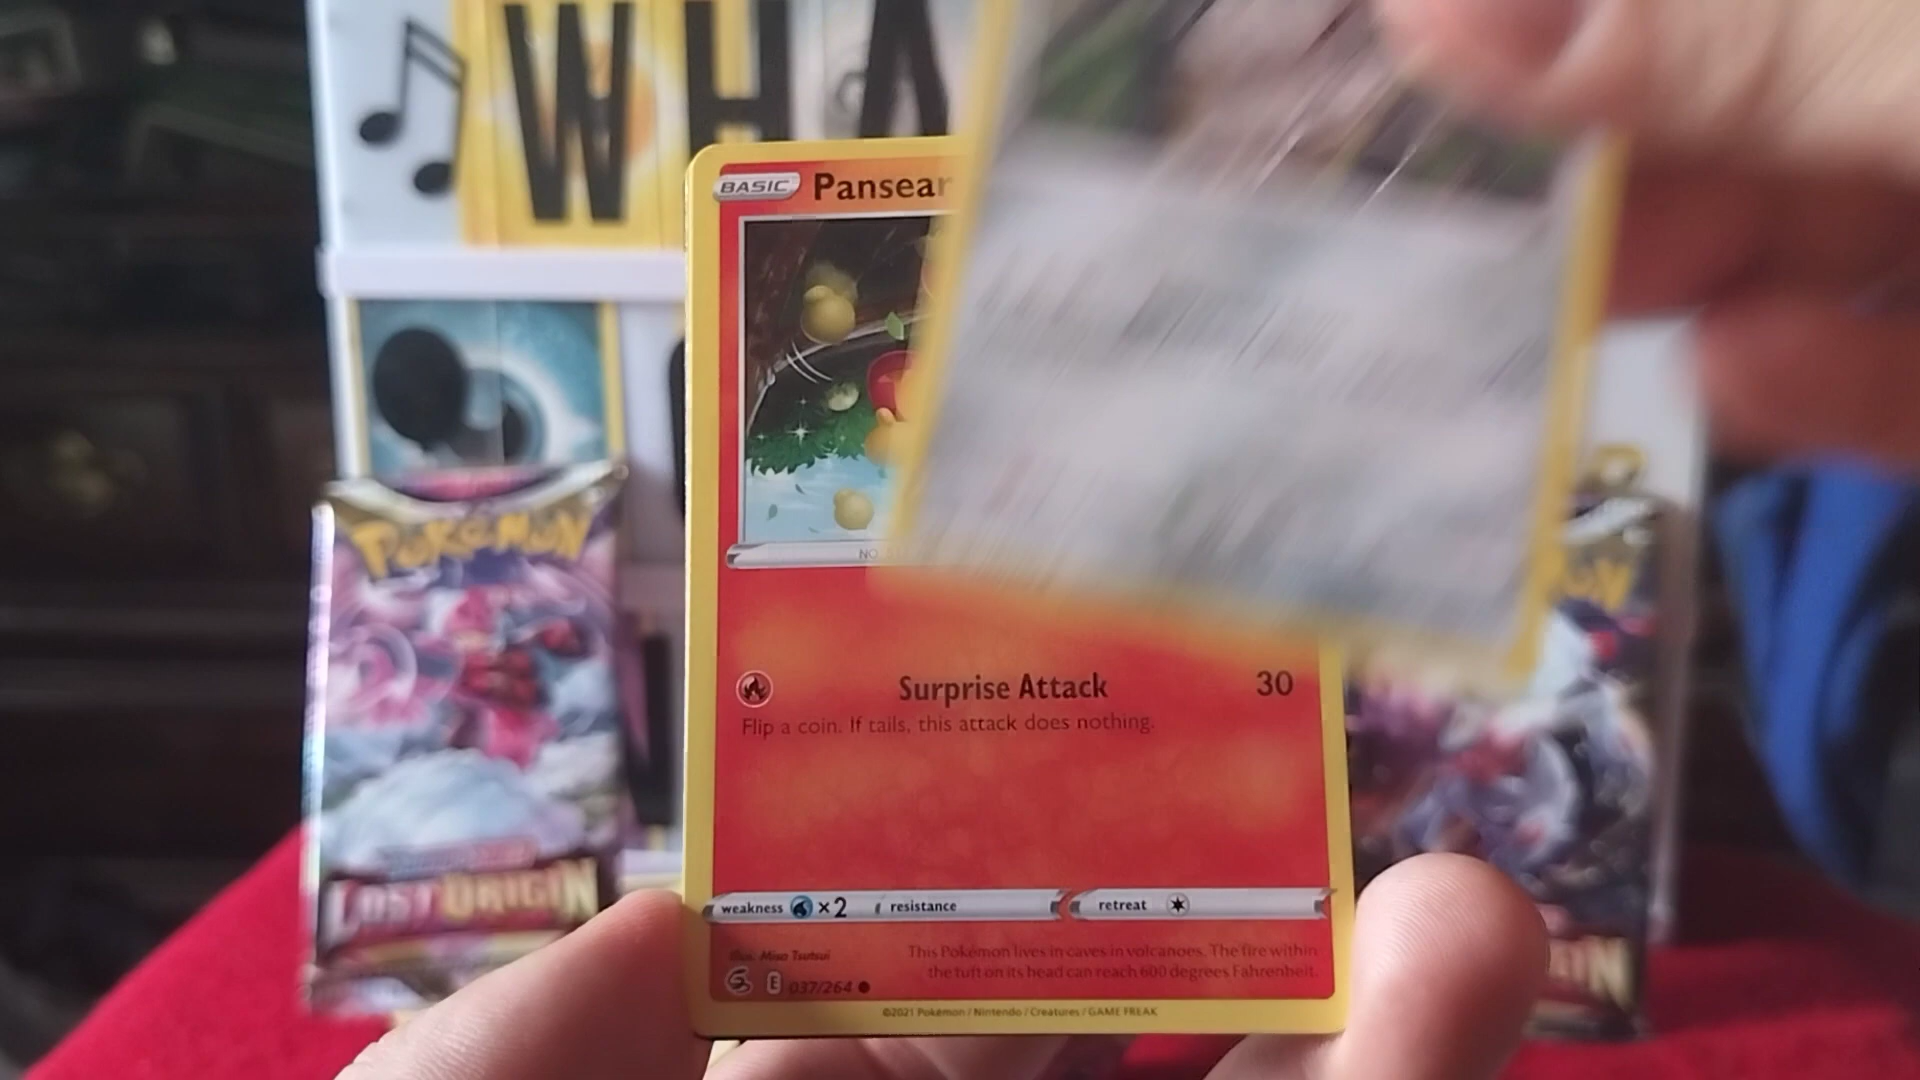 WHA
BASIC Pansear
NO.
POKÉMON
Surprise Attack 30
Flip a coin. If tails, this attack does nothing.
LOST ORIGIN
weakness ×2 resistance retreat
Illus. Misa Tsutsui
This Pokémon lives in caves in volcanoes. The fire within
the tuft on its head can reach 600 degrees Fahrenheit.
E 037/264
©2021 Pokémon / Nintendo / Creatures / GAME FREAK